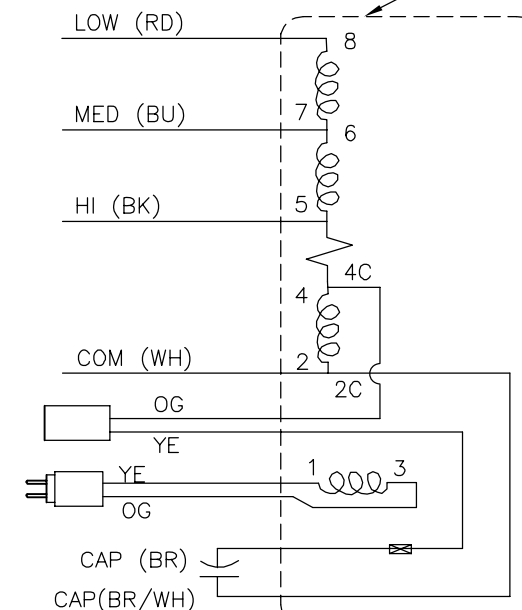 LOW (RD)
8
7
MED (BU)
6
5
HI (BK)
4C
4
COM (WH)
2
2C
OG
YE
YE
1
3
OG
CAP (BR)
CAP(BR/WH)